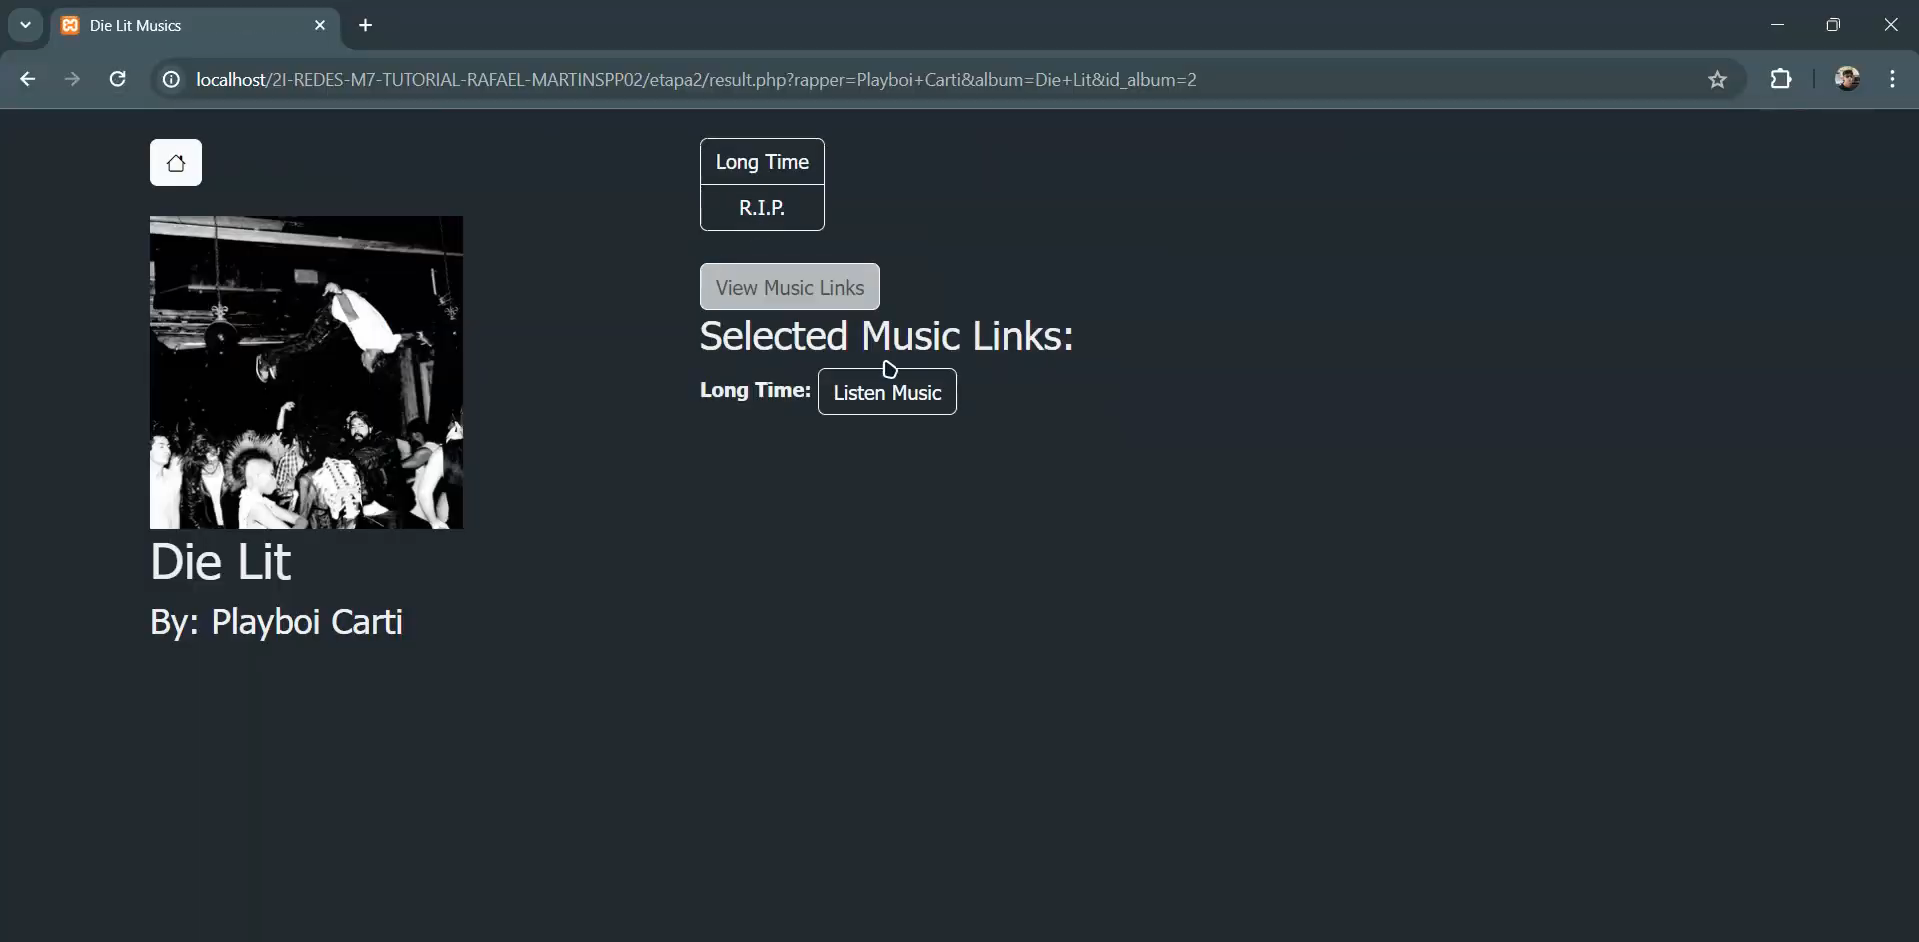 Die Lit Musics
localhost/2I-REDES-M7-TUTORIAL-RAFAEL-MARTINSPP02/etapa2/result.php?rapper=Playboi+Carti&album=Die+Lit&id_album=2
Long Time
R.I.P.
View Music Links
Selected Music Links:
Long Time: Listen Music
Die Lit
By: Playboi Carti